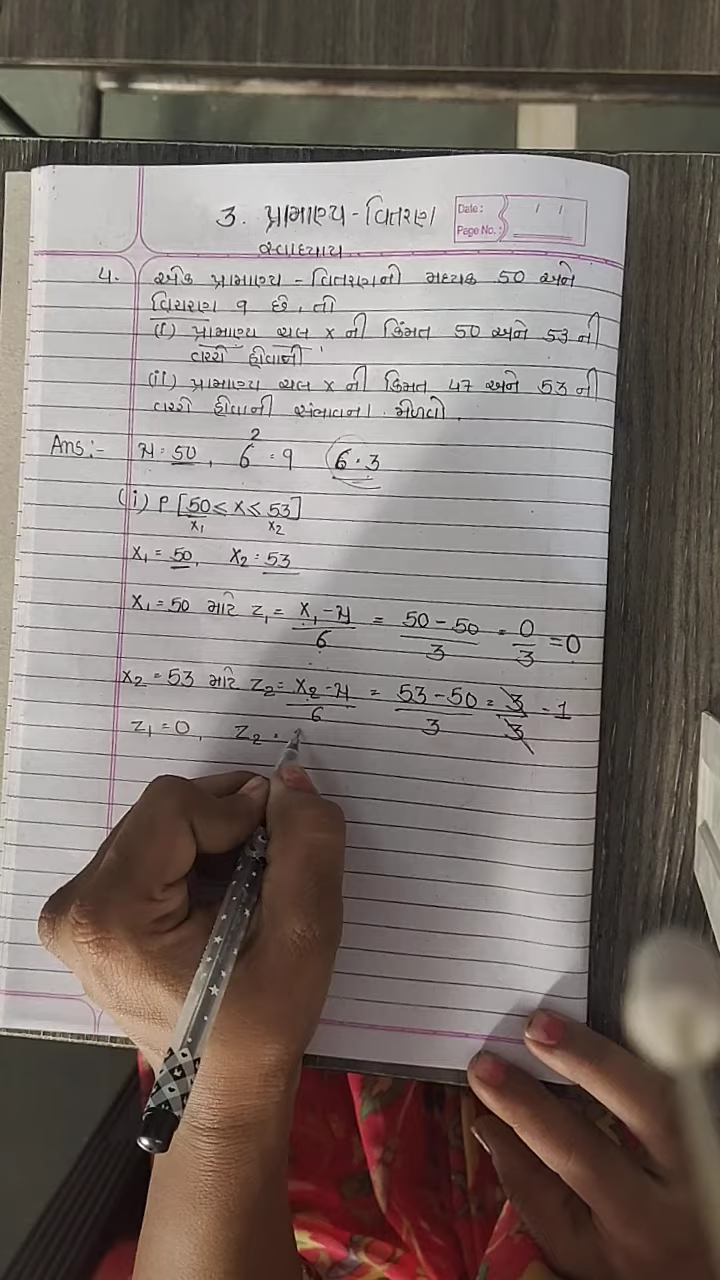 3. પ્રામાણ્ય-વિતરણ
Date: / /
Page No.:
સ્વાધ્યાય
4. એક પ્રામાણ્ય - વિતરણની મધ્યક 50 અને
વિચરણ 9 છે, તો
(i) પ્રામાણ્ય ચલ x ની કિંમત 50 અને 53 ની
વચ્ચે હોવાની
(ii) પ્રામાણ્ય ચલ x ની કિંમત 47 અને 53 ની
વચ્ચે હોવાની સંભાવના મેળવો.
Ans:- μ = 50, σ² = 9 σ = 3
(i) P [50 ≤ x ≤ 53]
x₁ x₂
x₁ = 50, x₂ = 53
x₁ = 50 માટે z₁ = x₁-μ/σ = 50-50/3 = 0/3 = 0
x₂ = 53 માટે z₂ = x₂-μ/σ = 53-50/3 = 3/3 = 1
z₁ = 0, z₂ =